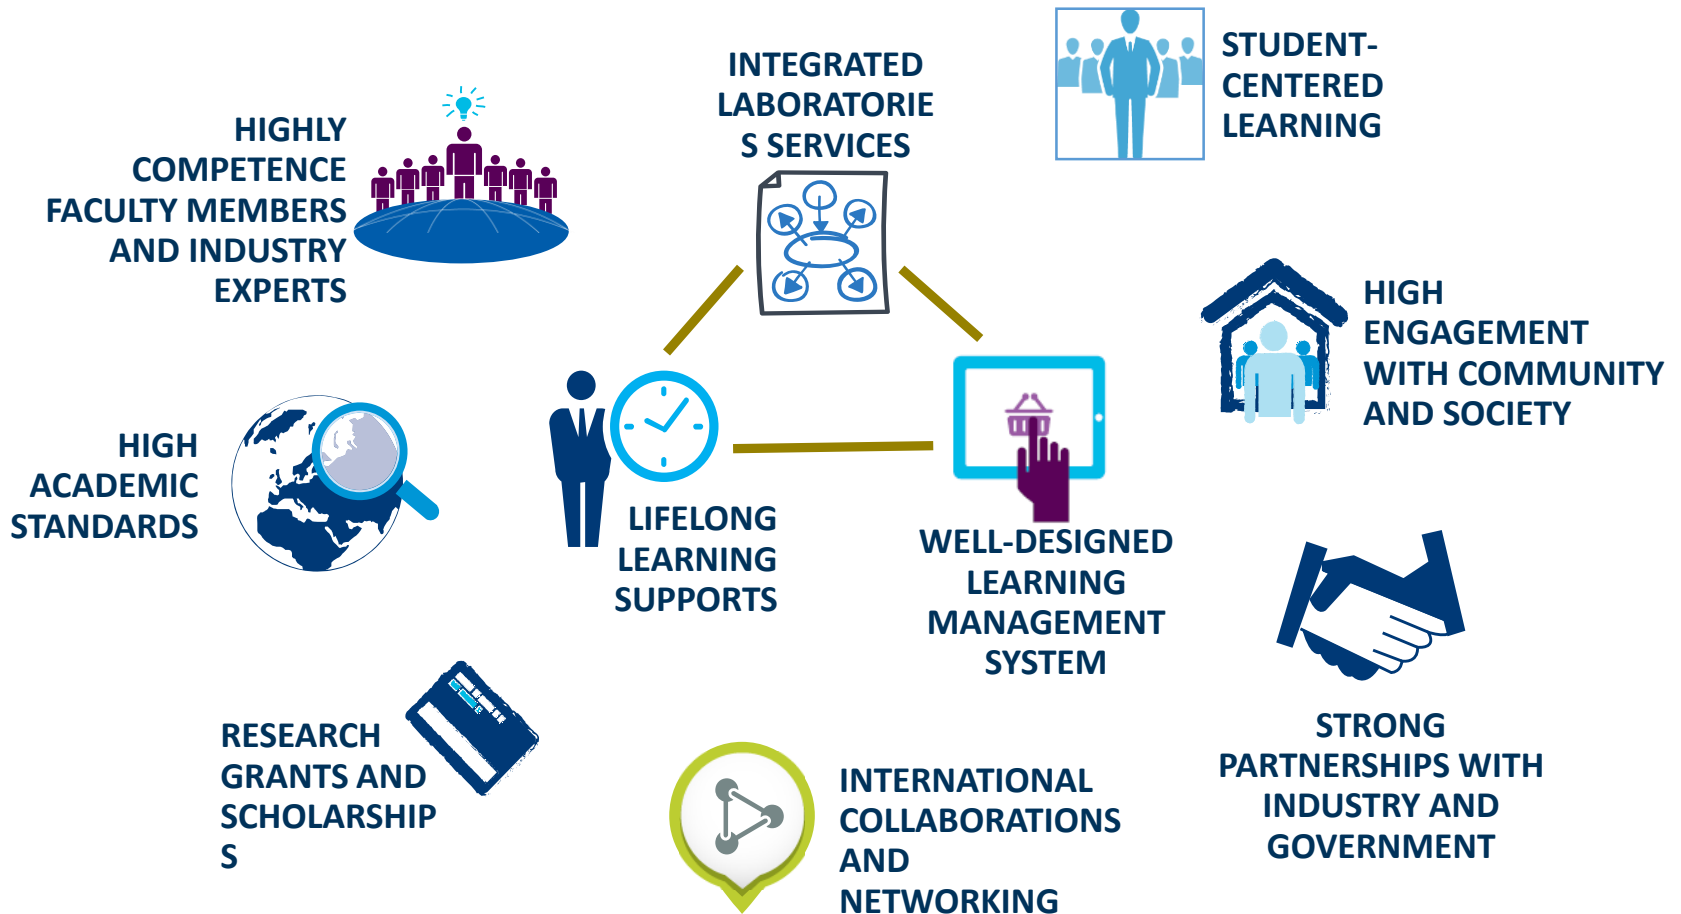 HIGHLY
COMPETENCE
FACULTY MEMBERS
AND INDUSTRY
EXPERTS
INTEGRATED
LABORATORIE
S SERVICES
STUDENT-
CENTERED
LEARNING
HIGH
ENGAGEMENT
WITH COMMUNITY
AND SOCIETY
HIGH
ACADEMIC
STANDARDS
LIFELONG
LEARNING
SUPPORTS
WELL-DESIGNED
LEARNING
MANAGEMENT
SYSTEM
RESEARCH
GRANTS AND
SCHOLARSHIP
S
INTERNATIONAL
COLLABORATIONS
AND
NETWORKING
STRONG
PARTNERSHIPS WITH
INDUSTRY AND
GOVERNMENT